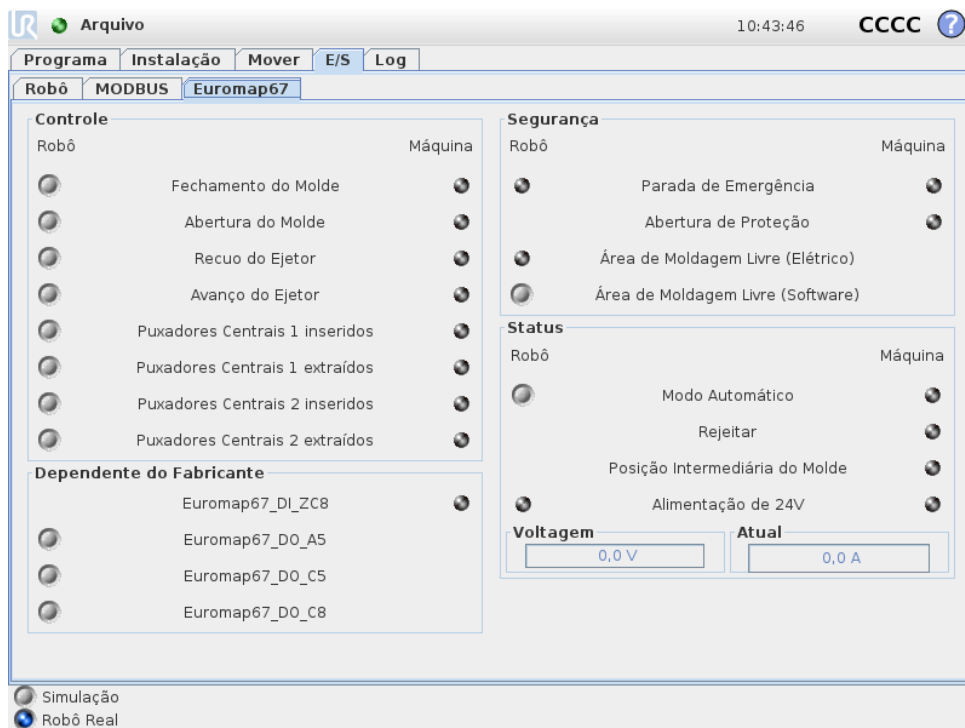 UR Arquivo 10:43:46 CCCC ?
Programa Instalação Mover E/S Log
Robô MODBUS Euromap67
Controle
Robô Máquina
Fechamento do Molde
Abertura do Molde
Recuo do Ejetor
Avanço do Ejetor
Puxadores Centrais 1 inseridos
Puxadores Centrais 1 extraídos
Puxadores Centrais 2 inseridos
Puxadores Centrais 2 extraídos
Dependente do Fabricante
Euromap67_DI_ZC8
Euromap67_DO_A5
Euromap67_DO_C5
Euromap67_DO_C8
Segurança
Robô Máquina
Parada de Emergência
Abertura de Proteção
Área de Moldagem Livre (Elétrico)
Área de Moldagem Livre (Software)
Status
Robô Máquina
Modo Automático
Rejeitar
Posição Intermediária do Molde
Alimentação de 24V
Voltagem Atual
0,0 V 0,0 A
Simulação
Robô Real